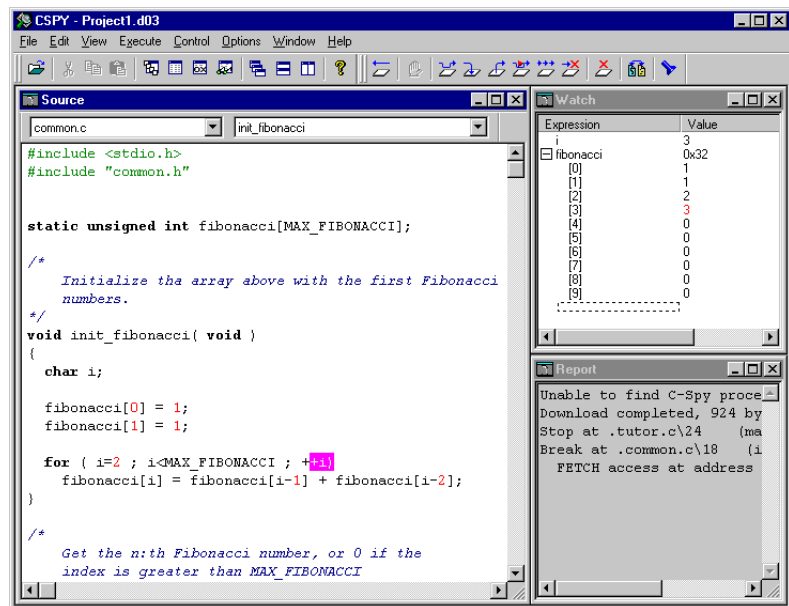 CSPY - Project1.d03
File Edit View Execute Control Options Window Help
Source
common.c
init_fibonacci
#include <stdio.h>
#include "common.h"
static unsigned int fibonacci[MAX_FIBONACCI];
/*
Initialize tha array above with the first Fibonacci
numbers.
*/
void init_fibonacci( void )
{
char i;
fibonacci[0] = 1;
fibonacci[1] = 1;
for ( i=2 ; i<MAX_FIBONACCI ; ++i)
fibonacci[i] = fibonacci[i-1] + fibonacci[i-2];
}
/*
Get the n:th Fibonacci number, or 0 if the
index is greater than MAX_FIBONACCI
Watch
Expression Value
i 3
fibonacci 0x32
[0] 1
[1] 1
[2] 2
[3] 3
[4] 0
[5] 0
[6] 0
[7] 0
[8] 0
[9] 0
Report
Unable to find C-Spy proce
Download completed, 924 by
Stop at .tutor.c\24 (ma
Break at .common.c\18 (i
FETCH access at address